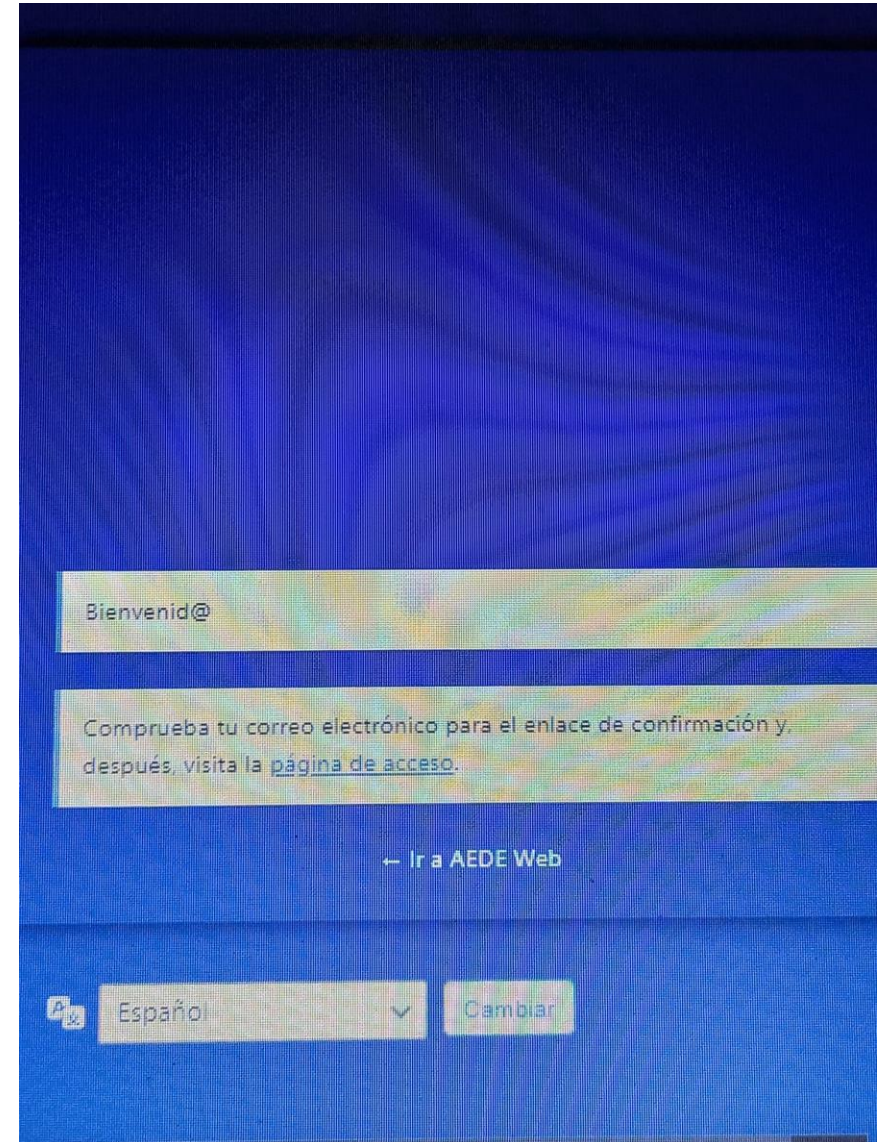 Bienvenid@
Comprueba tu correo electrónico para el enlace de confirmación y,
después, visita la página de acceso.
← Ir a AEDE Web
Español
Cambiar